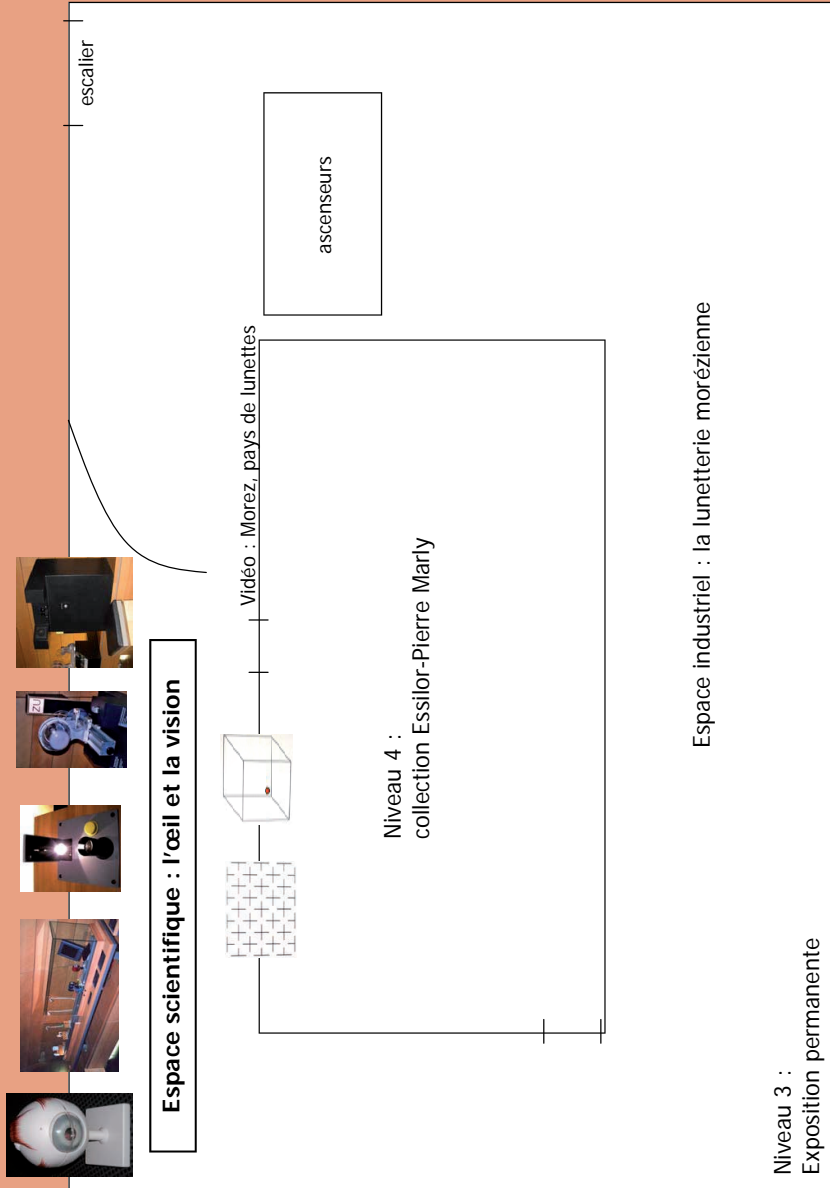 escalier
ascenseurs
Vidéo : Morez, pays de lunettes
Espace scientifique : l'œil et la vision
ZU
Niveau 4 :
collection Essilor-Pierre Marly
Espace industriel : la lunetterie morézienne
Niveau 3 :
Exposition permanente